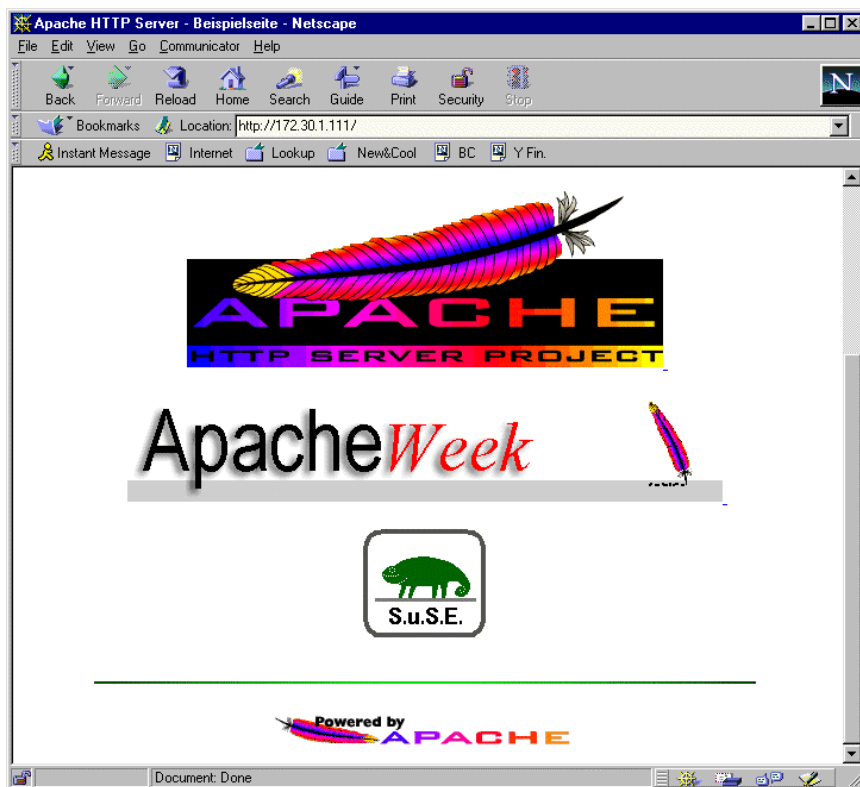 Apache HTTP Server - Beispielseite - Netscape
File Edit View Go Communicator Help
Back Forward Reload Home Search Guide Print Security Stop
N
Bookmarks Location: http://172.30.1.111/
Instant Message Internet Lookup New&Cool BC Y Fin.
APACHE
HTTP SERVER PROJECT
ApacheWeek
S.u.S.E.
Powered by
APACHE
Document: Done